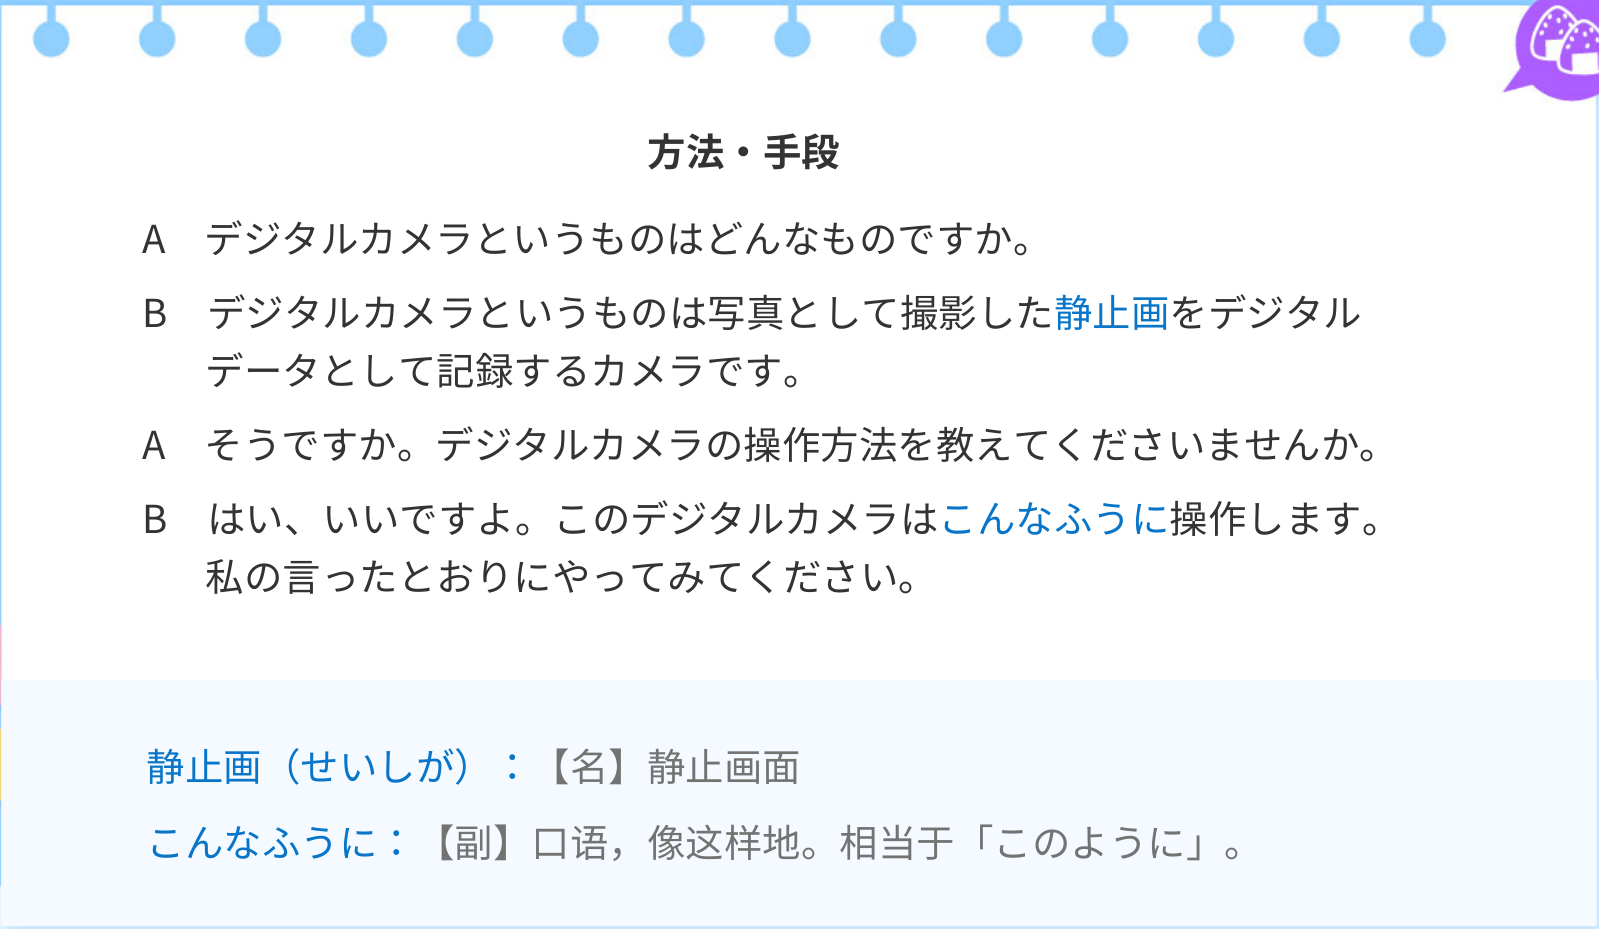 方法・手段
A デジタルカメラというものはどんなものですか。
B デジタルカメラというものは写真として撮影した静止画をデジタル
データとして記録するカメラです。
A そうですか。デジタルカメラの操作方法を教えてくださいませんか。
B はい、いいですよ。このデジタルカメラはこんなふうに操作します。
私の言ったとおりにやってみてください。
静止画（せいしが）：【名】静止画面
こんなふうに：【副】口语，像这样地。相当于「このように」。